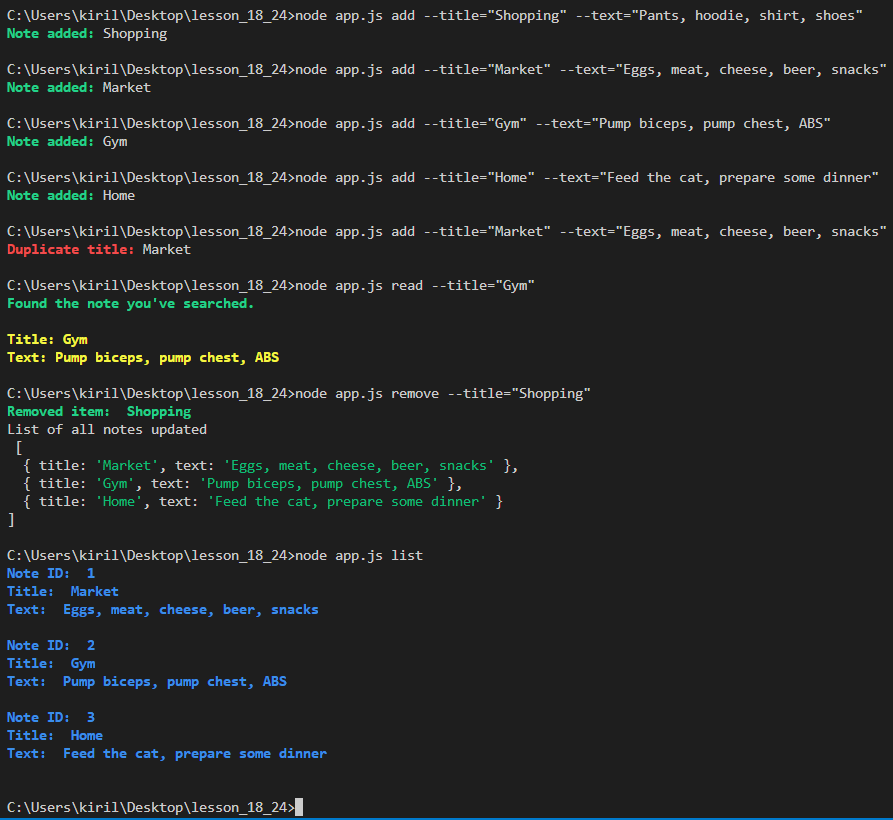 C:\Users\kiril\Desktop\lesson_18_24>node app.js add --title="Shopping" --text="Pants, hoodie, shirt, shoes"
Note added: Shopping
C:\Users\kiril\Desktop\lesson_18_24>node app.js add --title="Market" --text="Eggs, meat, cheese, beer, snacks"
Note added: Market
C:\Users\kiril\Desktop\lesson_18_24>node app.js add --title="Gym" --text="Pump biceps, pump chest, ABS"
Note added: Gym
C:\Users\kiril\Desktop\lesson_18_24>node app.js add --title="Home" --text="Feed the cat, prepare some dinner"
Note added: Home
C:\Users\kiril\Desktop\lesson_18_24>node app.js add --title="Market" --text="Eggs, meat, cheese, beer, snacks"
Duplicate title: Market
C:\Users\kiril\Desktop\lesson_18_24>node app.js read --title="Gym"
Found the note you've searched.
Title: Gym
Text: Pump biceps, pump chest, ABS
C:\Users\kiril\Desktop\lesson_18_24>node app.js remove --title="Shopping"
Removed item:  Shopping
List of all notes updated
 [
  { title: 'Market', text: 'Eggs, meat, cheese, beer, snacks' },
  { title: 'Gym', text: 'Pump biceps, pump chest, ABS' },
  { title: 'Home', text: 'Feed the cat, prepare some dinner' }
]
C:\Users\kiril\Desktop\lesson_18_24>node app.js list
Note ID:  1
Title:  Market
Text:  Eggs, meat, cheese, beer, snacks
Note ID:  2
Title:  Gym
Text:  Pump biceps, pump chest, ABS
Note ID:  3
Title:  Home
Text:  Feed the cat, prepare some dinner
C:\Users\kiril\Desktop\lesson_18_24>